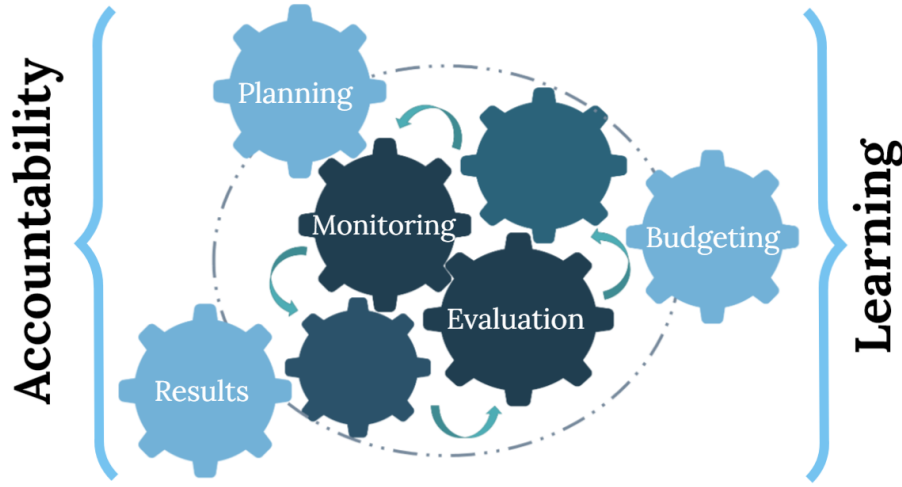 Accountability
Planning
Monitoring
Budgeting
Evaluation
Results
Learning